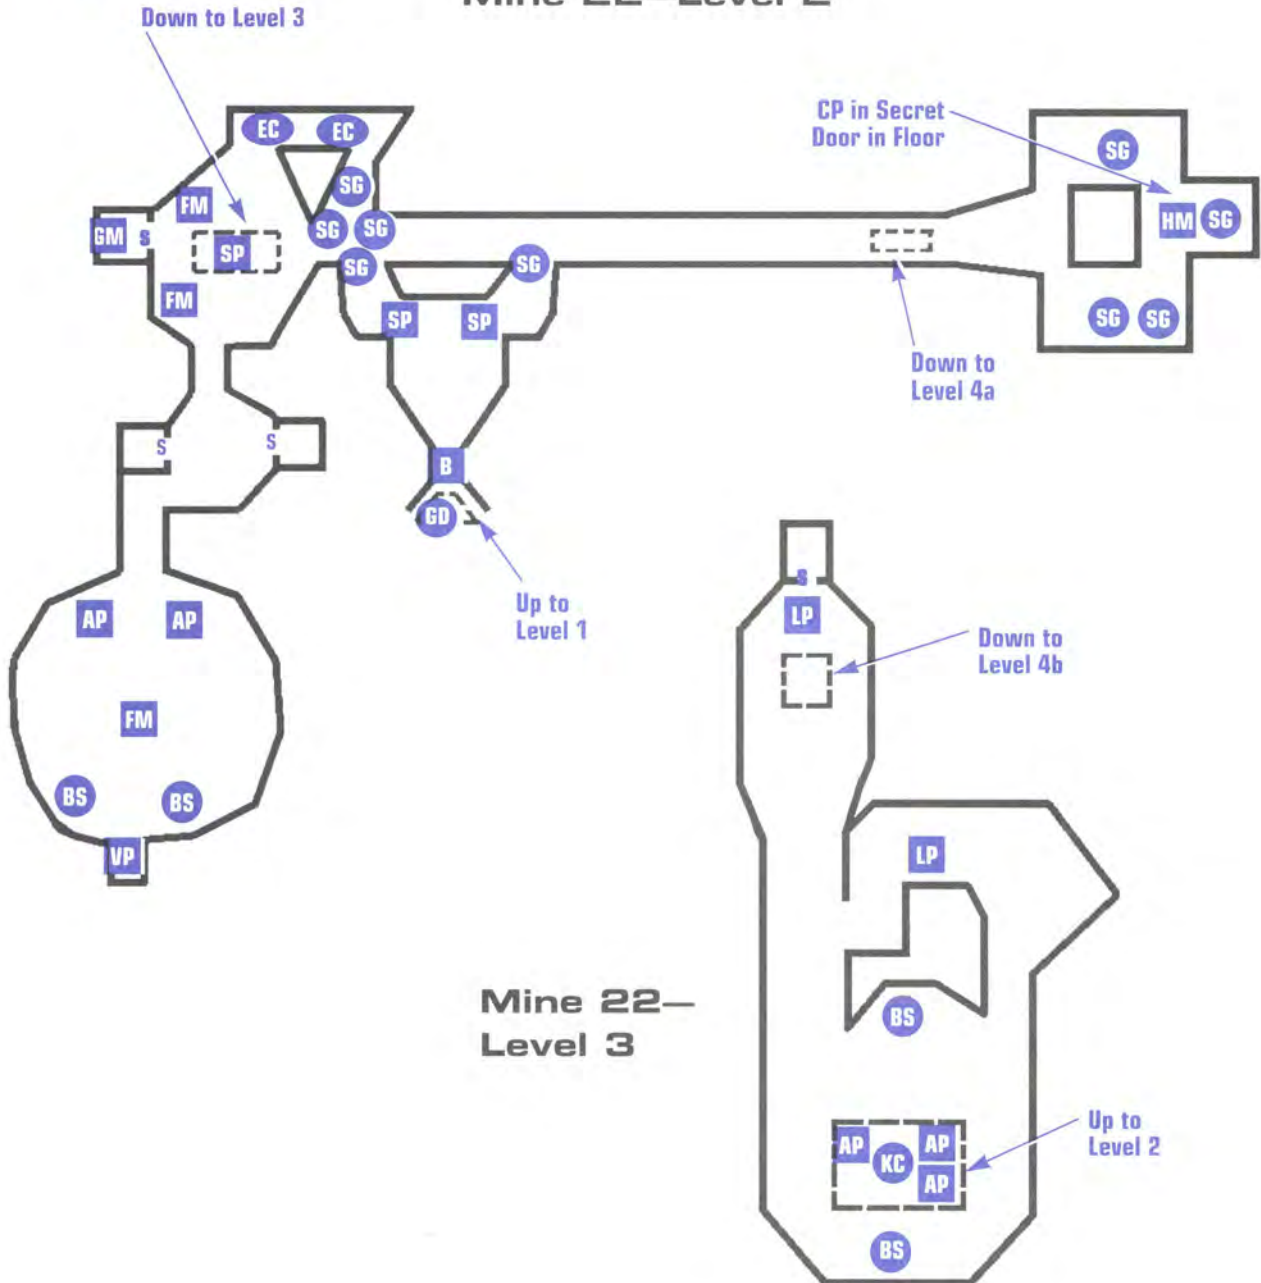 Mine 22—Level 2
Down to Level 3
EC EC
CP in Secret
Door in Floor
SG
SG
FM
GM S
SP
SG SG
HM SG
SG
SG
FM
SP SP
SG SG
Down to
Level 4a
S S
B
GD
Up to
Level 1
S
LP
AP AP
Down to
Level 4b
FM
BS BS
VP
LP
Mine 22—
Level 3
BS
AP KC AP
AP
Up to
Level 2
BS